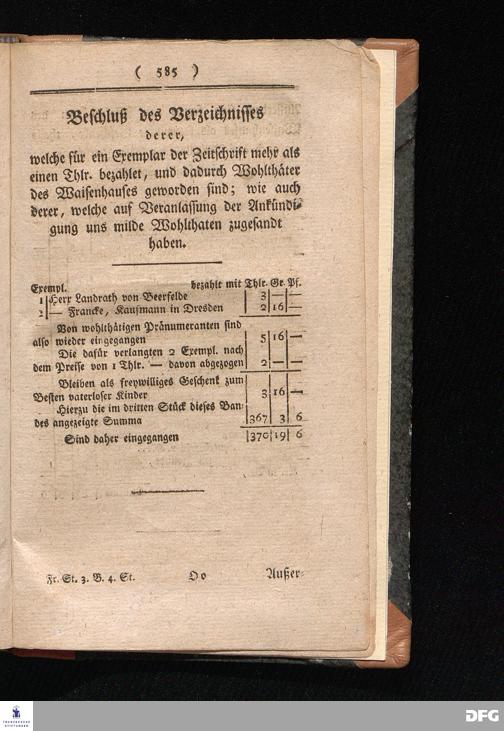 ( 585 )
Beschluß des Verzeichnisses
derer,
welche für ein Exemplar der Zeitschrift mehr als
einen Thlr. bezahlet, und dadurch Wohlthäter
des Waisenhauses geworden sind; wie auch
derer, welche auf Veranlassung der Ankündi-
gung uns milde Wohlthaten zugesandt
haben.
Exempl. bezahlt mit Thlr. Gr. Pf.
1 Herr Landrath von Beerfelde 3 — —
2 — Francke, Kaufmann in Dresden 2 16 —
Von wohlthätigen Pränumeranten sind
also wieder eingegangen 5 16 —
Die dafür verlangten 2 Exempl. nach
dem Preise von 1 Thlr. — davon abgezogen 2 — —
Bleiben als freywilliges Geschenk zum
Besten vaterloser Kinder 3 16 —
Hierzu die im dritten Stück dieses Ban-
des angezeigte Summa 367 3 6
Sind daher eingegangen 370 19 6
Fr. St. 3. B. 4. St. Oo Außer-
FRANCKESCHE
STIFTUNGEN
DFG